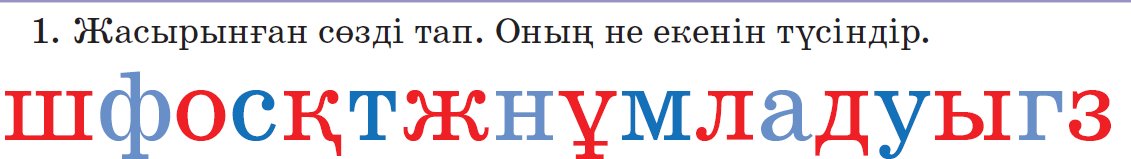 1. Жасырынған сөзді тап. Оның не екенін түсіндір.
шфосқтжнұмладуыгз